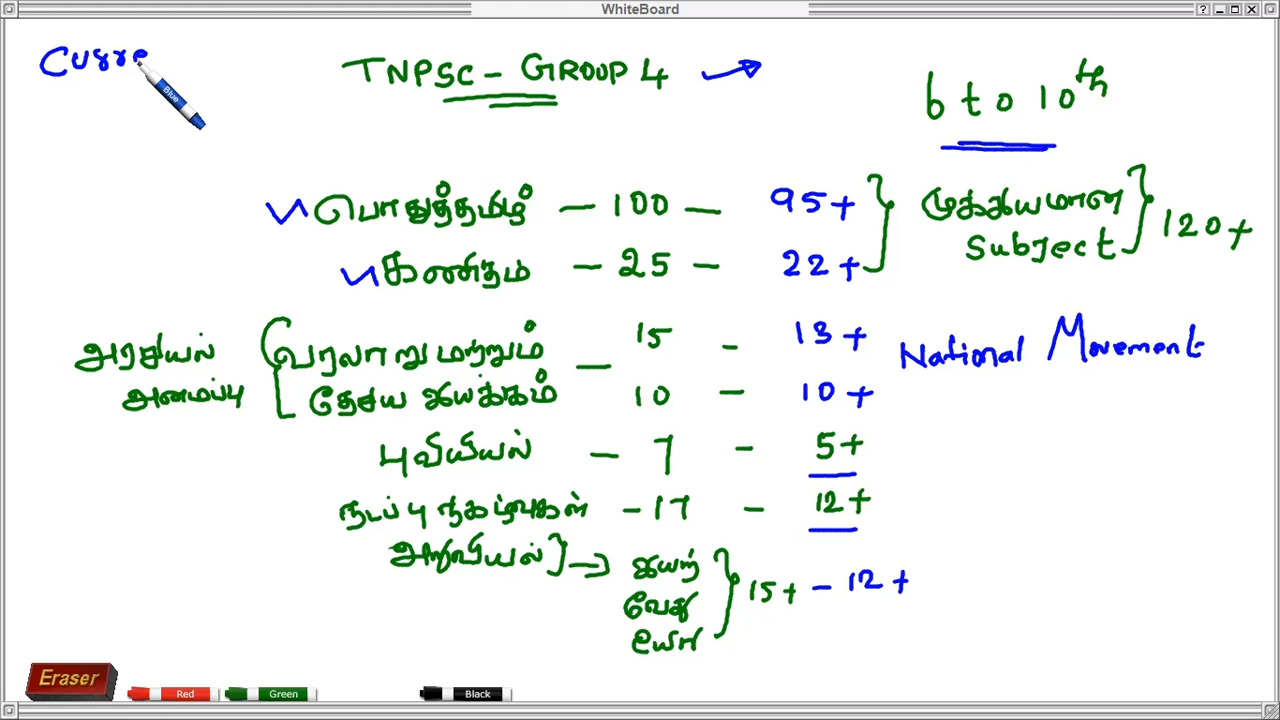 WhiteBoard
Curre
TNPSC - GROUP 4
6 to 10th
பொதுத்தமிழ் - 100 - 95+
கணிதம் - 25 - 22+
முக்கியமான
Subject
120+
அரசியல்
அமைப்பு
வரலாறு மற்றும் - 15 - 13+
தேசிய இயக்கம் 10 - 10+
National Movement
புவியியல் - 7 - 5+
நடப்பு நிகழ்வுகள் - 17 - 12+
அறிவியல்
இயற்
வேதி
உயிர்
15+ - 12+
Eraser
Blue
Red
Green
Black